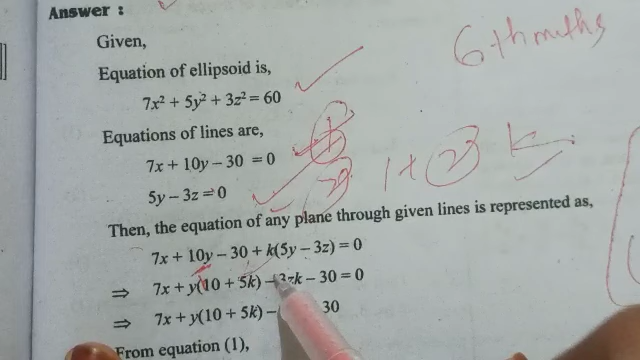 Answer :
6th maths
Given,
Equation of ellipsoid is,
7x² + 5y² + 3z² = 60
Equations of lines are,
7x + 10y − 30 = 0
5y − 3z = 0
1 + 2 k
Then, the equation of any plane through given lines is represented as,
7x + 10y − 30 + k(5y − 3z) = 0
⇒ 7x + y(10 + 5k) − 3zk − 30 = 0
⇒ 7x + y(10 + 5k) − 30
From equation (1),